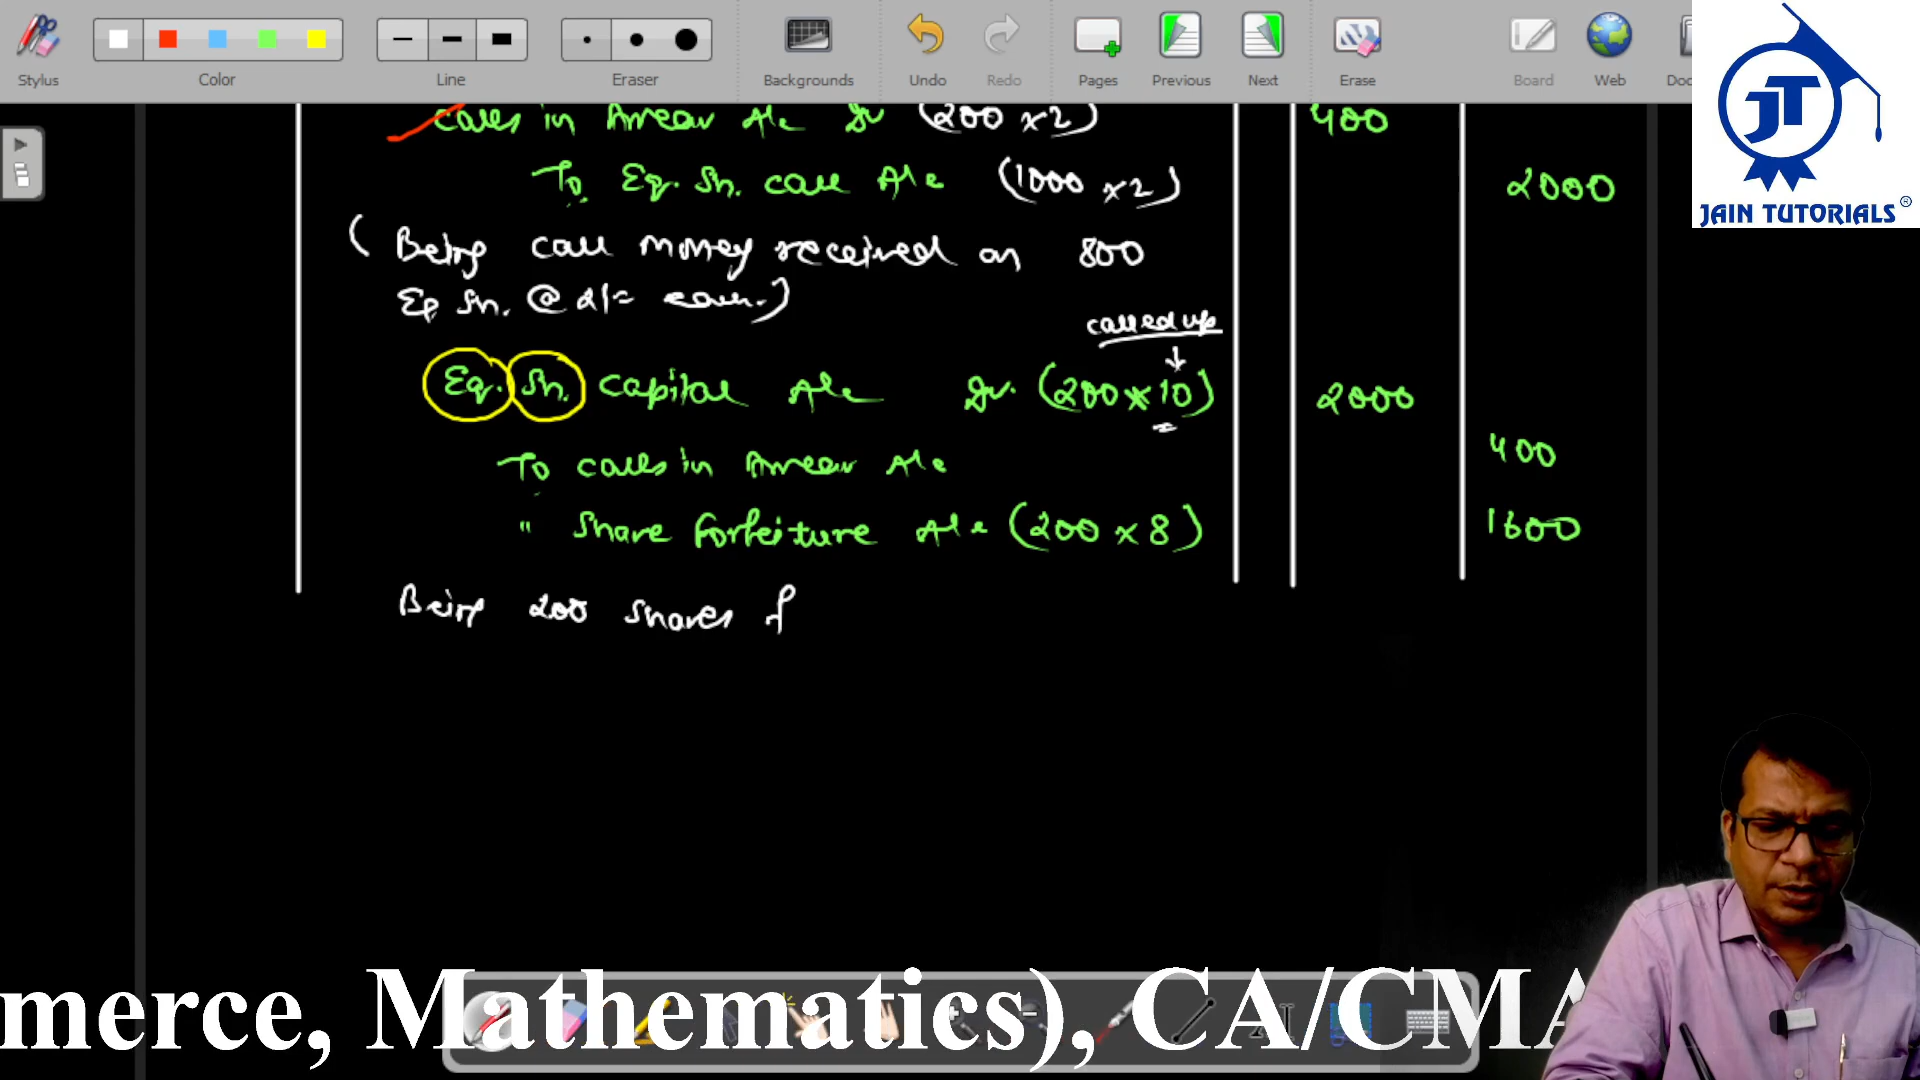 Stylus
Color
Line
Eraser
Backgrounds
Undo
Redo
Pages
Previous
Next
Erase
Board
Web
JT
JAIN TUTORIALS®
Calls in Arrear A/c Dr (200 × 2) 400
To Eq. Sh. call A/c (1000 × 2) 2000
(Being call money received on 800
Eq Sh. @ 2/= each.)
called up
Eq. Sh. Capital A/c Dr. (200 × 10) 2000
To calls in Arrear A/c 400
" Share Forfeiture A/c (200 × 8) 1600
Being 200 shares f
merce, Mathematics), CA/CMA